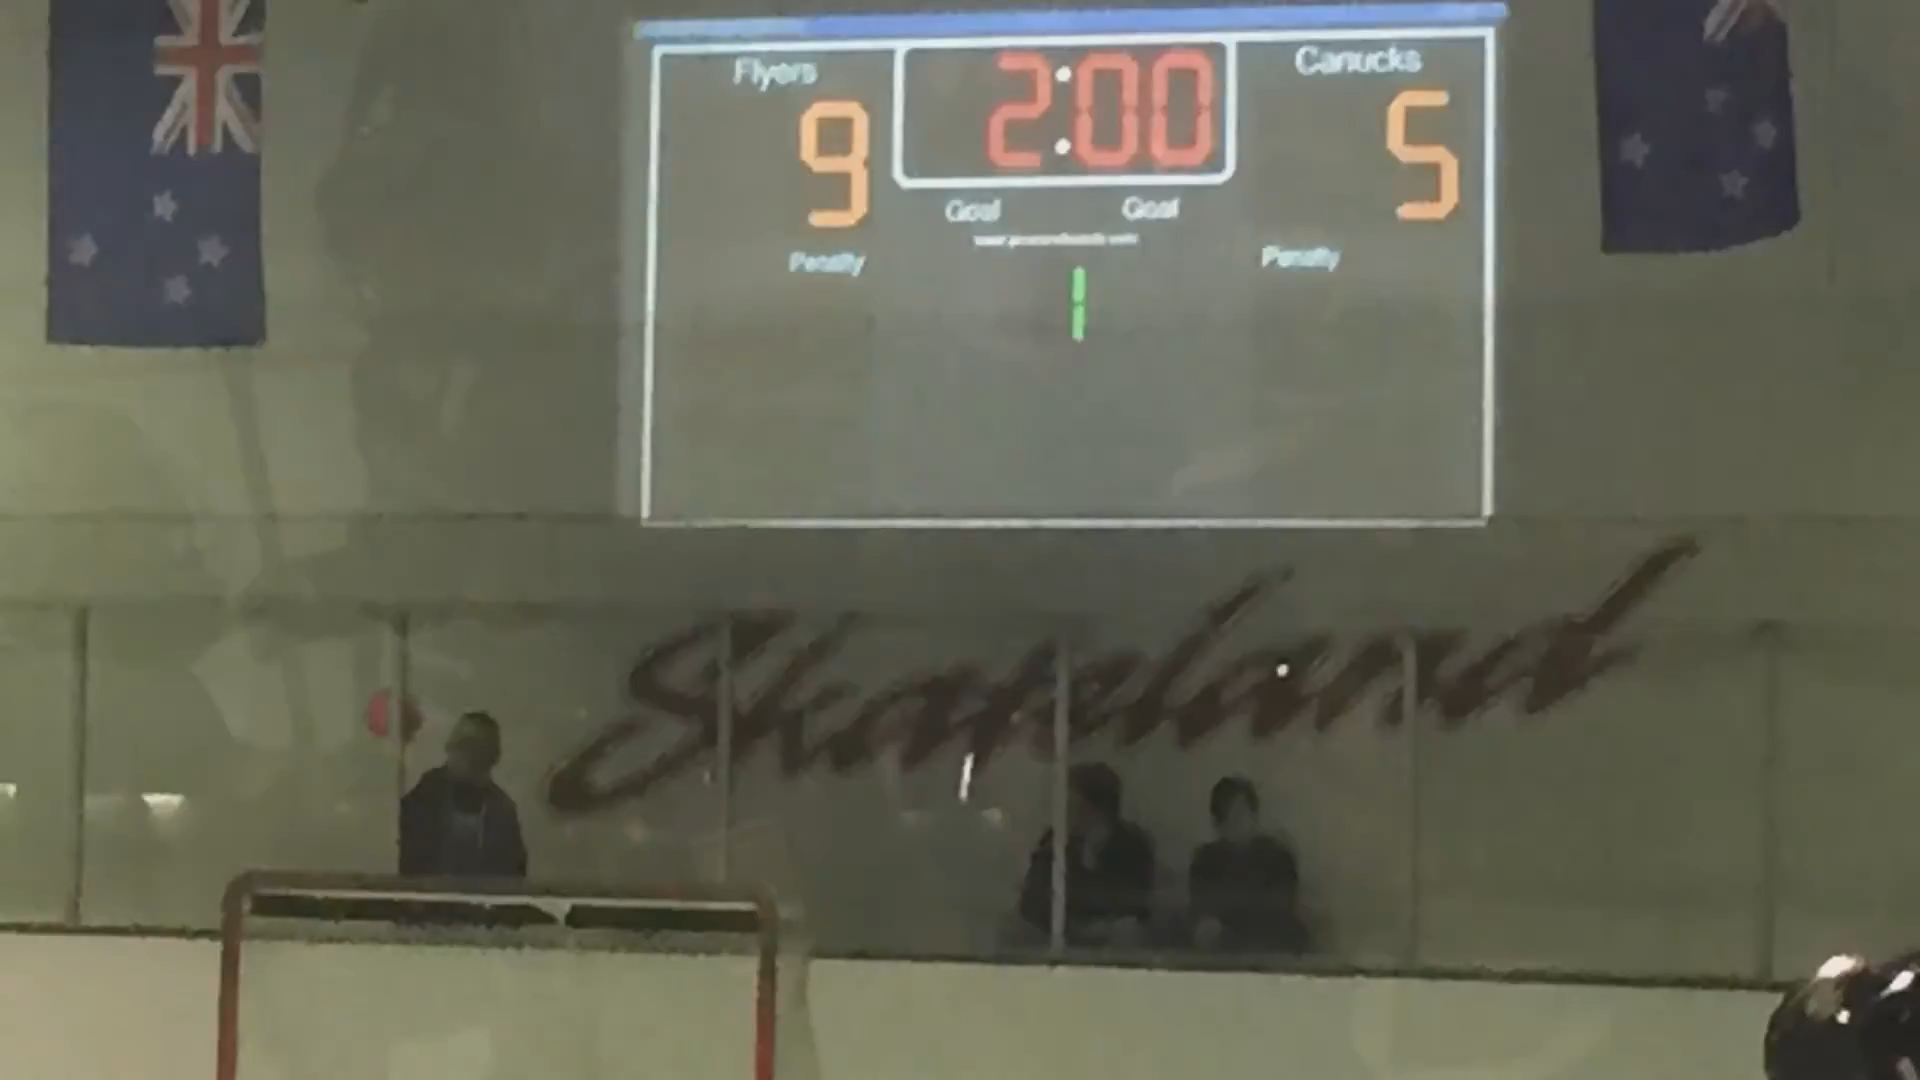 Flyers 2:00 Canucks
9 5
Goal Goal
Penalty Penalty
1
Skateland